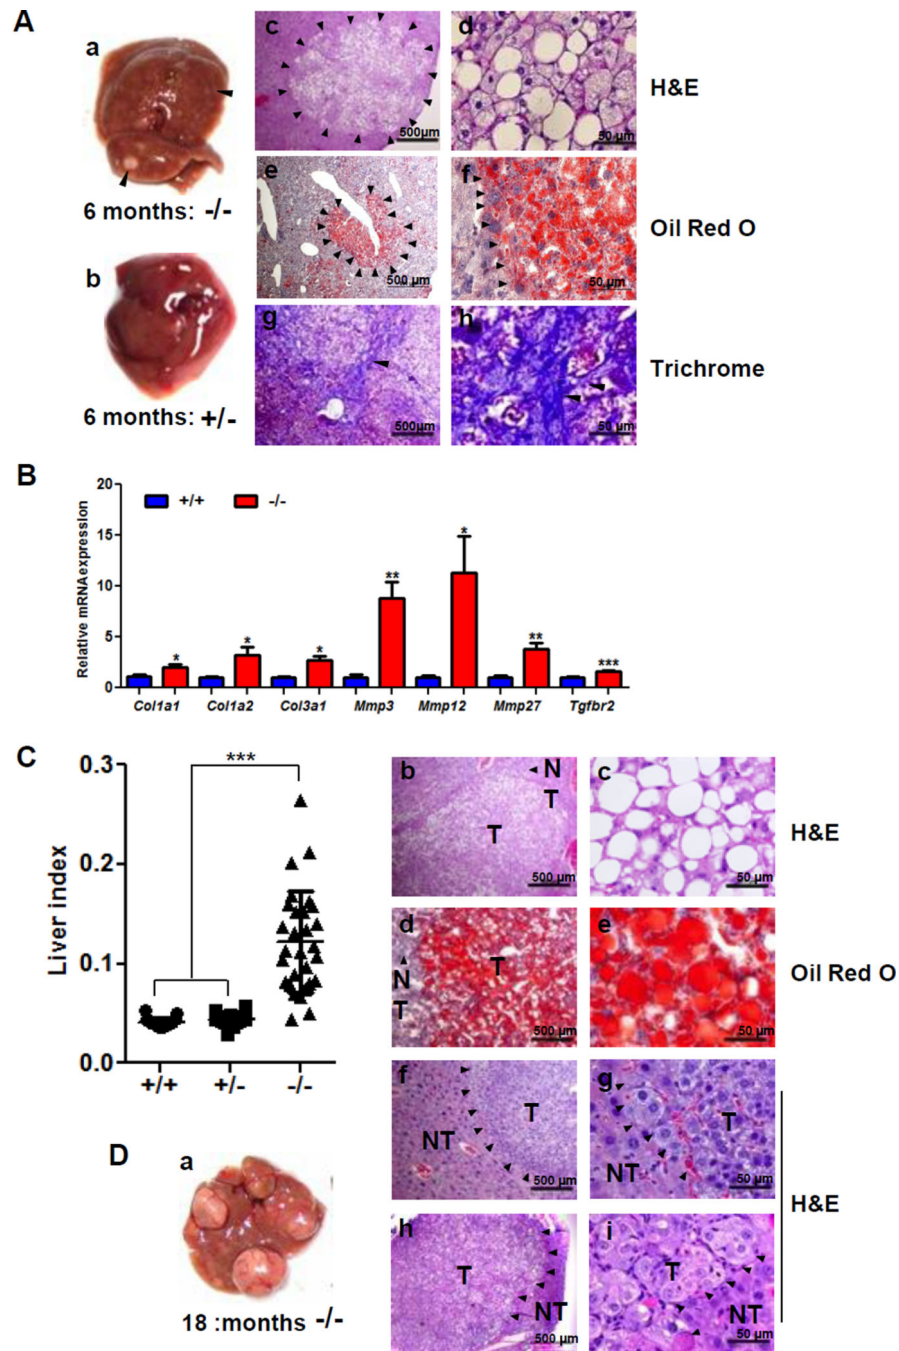 A
a
6 months: -/-
b
6 months: +/-
c
500μm
d
50 μm
H&E
e
500 μm
f
50 μm
Oil Red O
g
500μm
h
50 μm
Trichrome
B
Relative mRNA expression
20
15
10
5
0
+/+
-/-
*
*
*
**
*
**
***
Col1a1
Col1a2
Col3a1
Mmp3
Mmp12
Mmp27
Tgfbr2
C
Liver index
0.3
0.2
0.1
0.0
***
+/+
+/-
-/-
D
a
18 :months -/-
b
N
T
T
500 μm
c
50 μm
H&E
d
N
T
T
500 μm
e
50 μm
Oil Red O
f
T
NT
500 μm
g
T
NT
50 μm
H&E
h
T
NT
500 μm
i
T
NT
50 μm